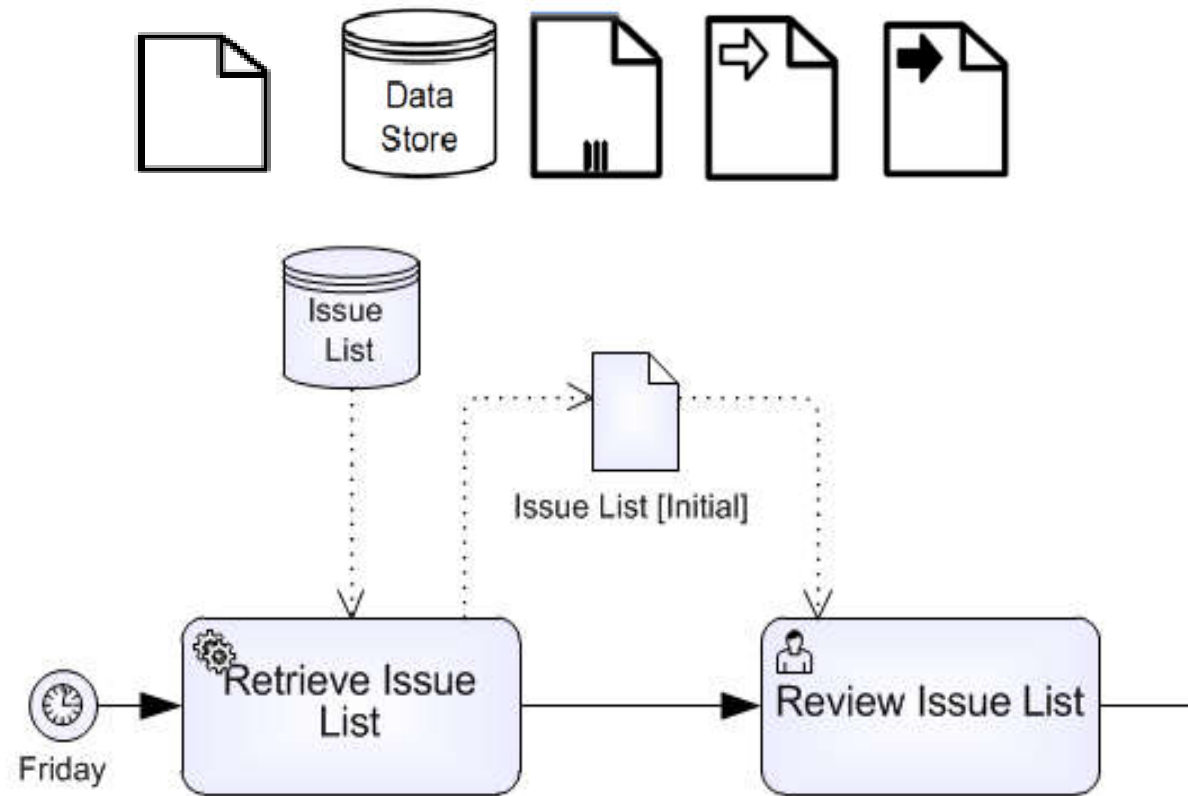 Data
Store
Issue
List
Issue List [Initial]
Retrieve Issue
List
Review Issue List
Friday